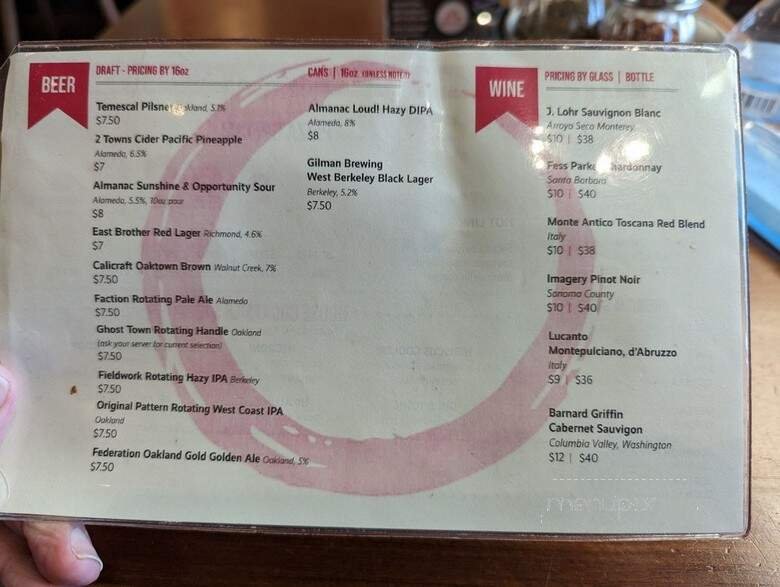 BEER
DRAFT - PRICING BY 16oz
Temescal Pilsner Oakland, 5.1%
$7.50
2 Towns Cider Pacific Pineapple
Alameda, 6.5%
$7
Almanac Sunshine & Opportunity Sour
Alameda, 5.5%, 10oz pour
$8
East Brother Red Lager Richmond, 4.6%
$7
Calicraft Oaktown Brown Walnut Creek, 7%
$7.50
Faction Rotating Pale Ale Alameda
$7.50
Ghost Town Rotating Handle Oakland
(ask your server for current selection)
$7.50
Fieldwork Rotating Hazy IPA Berkeley
$7.50
Original Pattern Rotating West Coast IPA
Oakland
$7.50
Federation Oakland Gold Golden Ale Oakland, 5%
$7.50
CANS | 16oz (UNLESS NOTED)
Almanac Loud! Hazy DIPA
Alameda, 8%
$8
Gilman Brewing
West Berkeley Black Lager
Berkeley, 5.2%
$7.50
WINE
PRICING BY GLASS | BOTTLE
J. Lohr Sauvignon Blanc
Arroyo Seco Monterey
$10 | $38
Fess Parker Chardonnay
Santa Barbara
$10 | $40
Monte Antico Toscana Red Blend
Italy
$10 | $38
Imagery Pinot Noir
Sonoma County
$10 | $40
Lucanto
Montepulciano, d'Abruzzo
Italy
$9 | $36
Barnard Griffin
Cabernet Sauvigon
Columbia Valley, Washington
$12 | $40